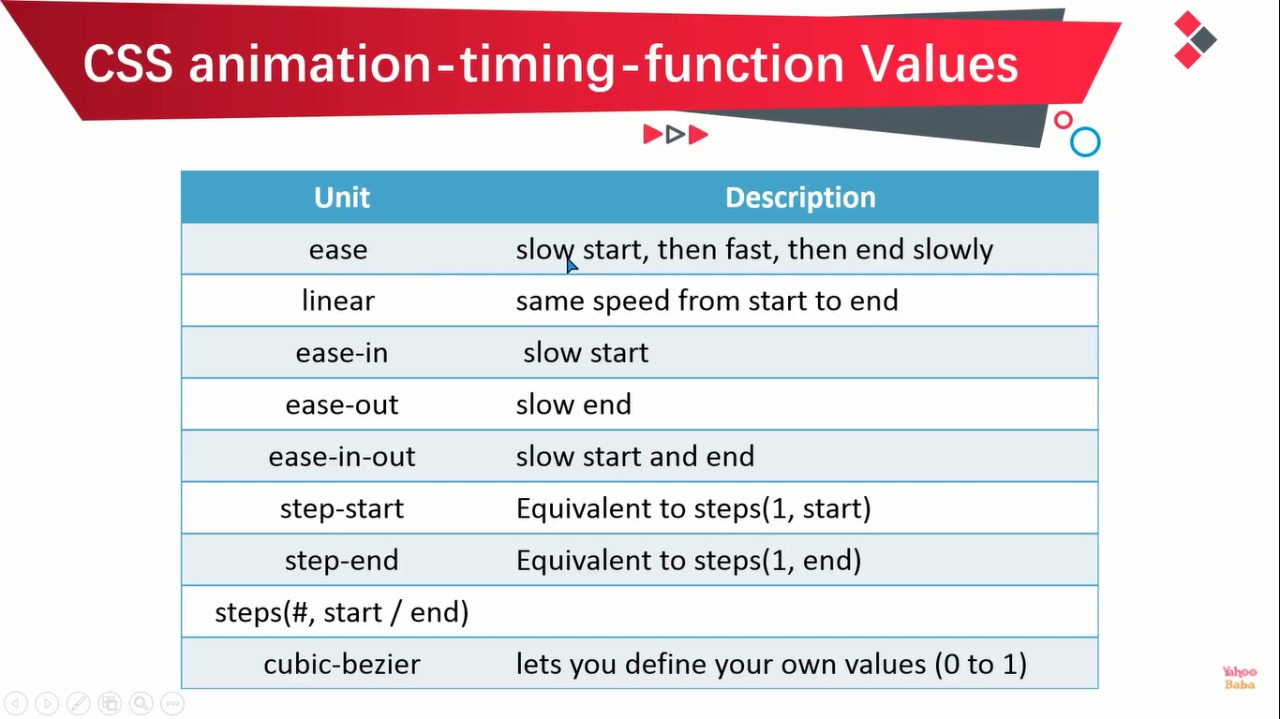 CSS animation-timing-function Values
Unit Description
ease slow start, then fast, then end slowly
linear same speed from start to end
ease-in slow start
ease-out slow end
ease-in-out slow start and end
step-start Equivalent to steps(1, start)
step-end Equivalent to steps(1, end)
steps(#, start / end)
cubic-bezier lets you define your own values (0 to 1)
Yahoo
Baba